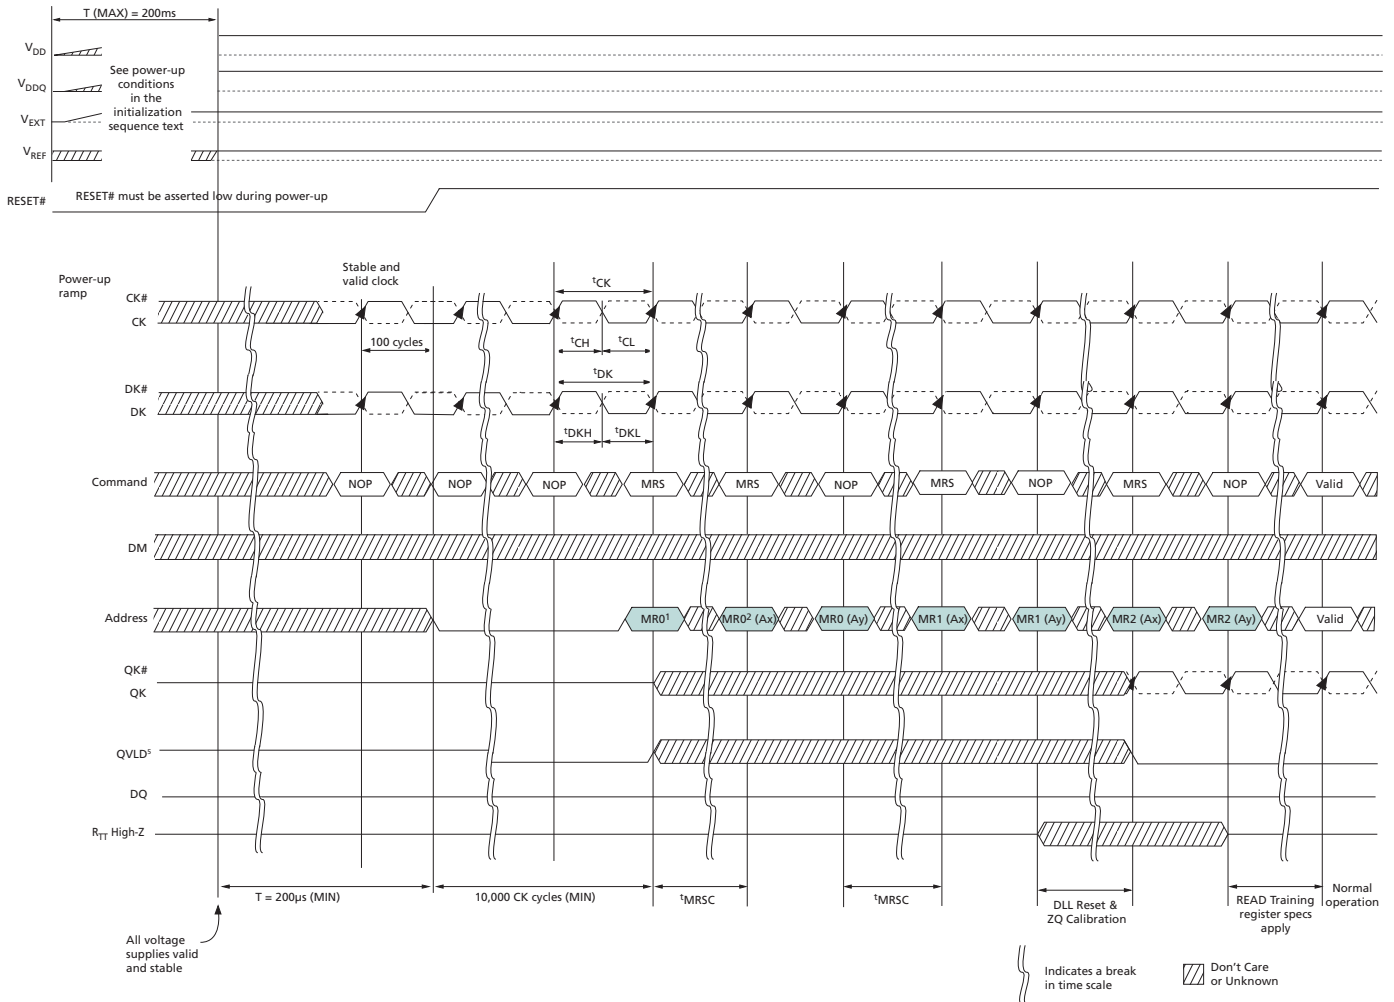 T (MAX) = 200ms
VDD
VDDQ
VEXT
VREF
See power-up
conditions
in the
initialization
sequence text
RESET#
RESET# must be asserted low during power-up
Power-up
ramp
Stable and
valid clock
tCK
CK#
CK
100 cycles
tCH
tCL
tDK
DK#
DK
tDKH
tDKL
Command
NOP
NOP
NOP
MRS
MRS
NOP
MRS
NOP
MRS
NOP
Valid
DM
Address
MR0¹
MR0² (Ax)
MR0 (Ay)
MR1 (Ax)
MR1 (Ay)
MR2 (Ax)
MR2 (Ay)
Valid
QK#
QK
QVLD⁵
DQ
RTT High-Z
T = 200µs (MIN)
10,000 CK cycles (MIN)
tMRSC
tMRSC
DLL Reset &
ZQ Calibration
READ Training
register specs
apply
Normal
operation
All voltage
supplies valid
and stable
Indicates a break
in time scale
Don't Care
or Unknown